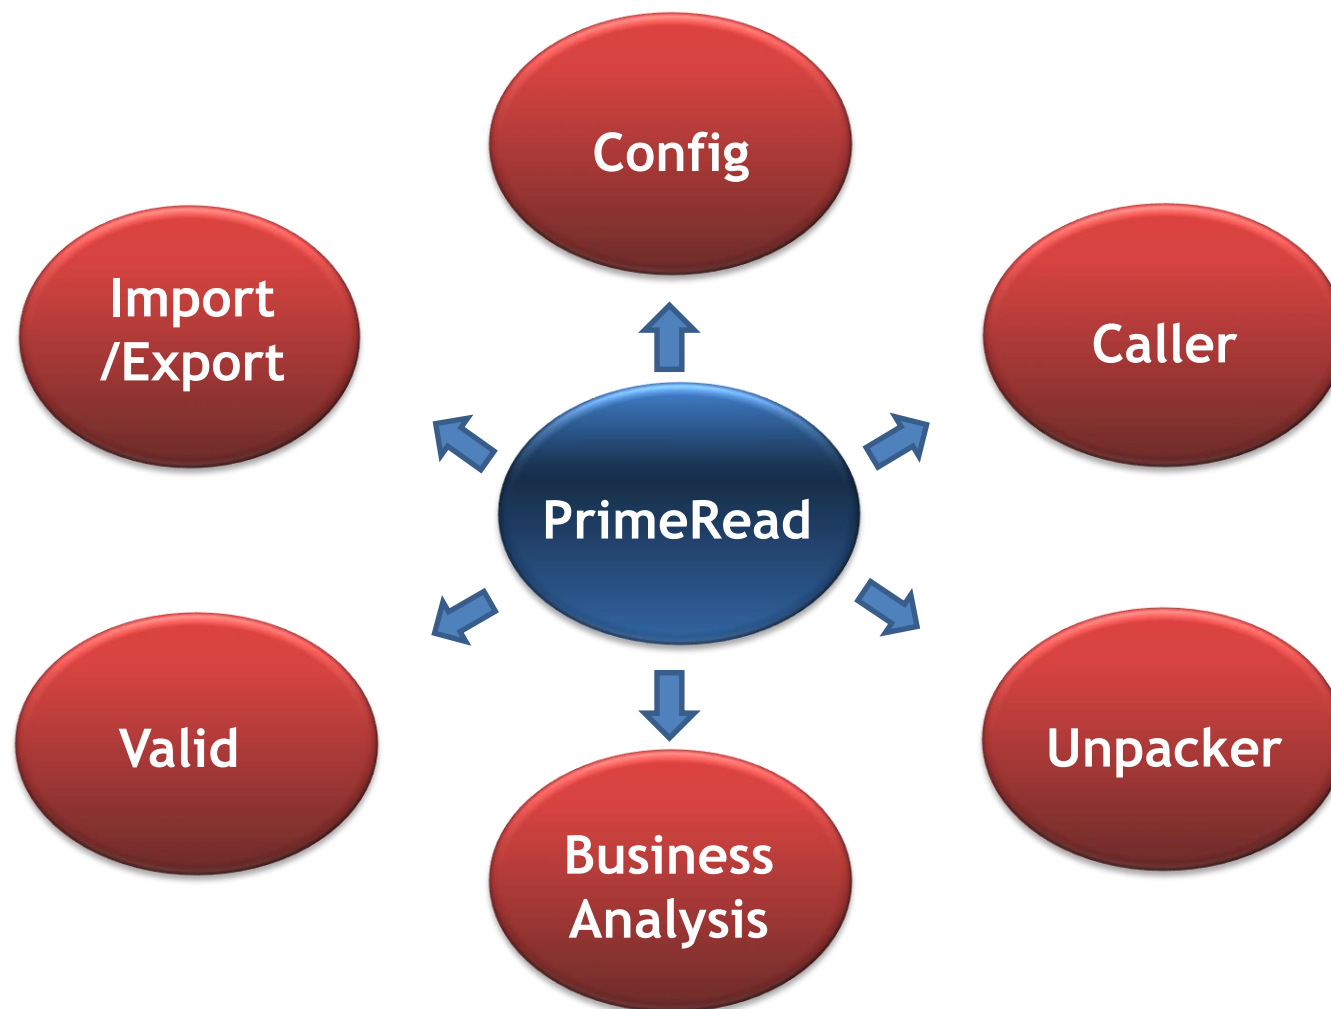 Config
Import
/Export
Caller
PrimeRead
Valid
Unpacker
Business
Analysis